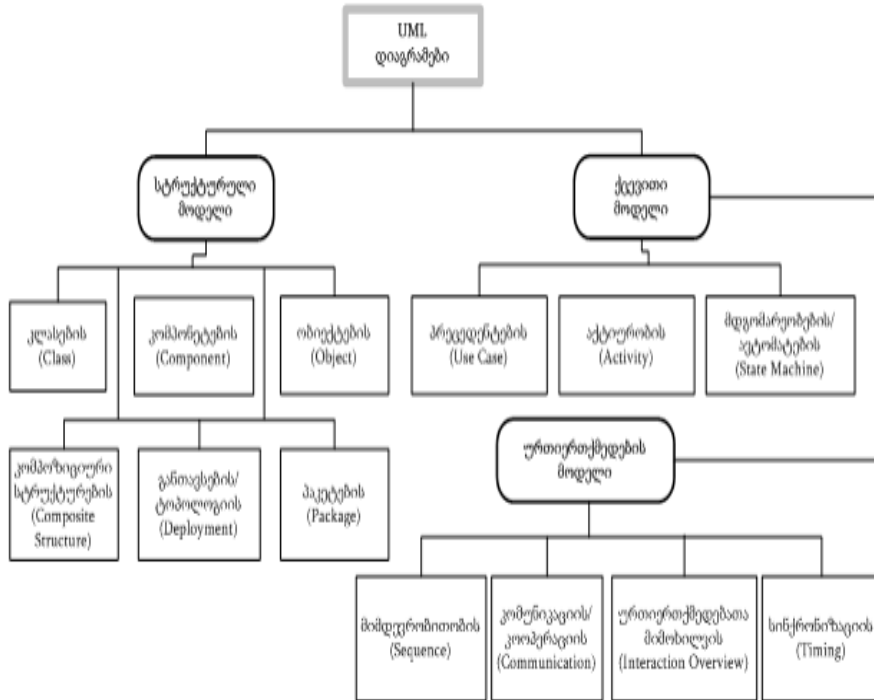 UML
დიაგრამები
სტრუქტურული
მოდელი
ქცევითი
მოდელი
კლასების
(Class)
კომპონეტების
(Component)
ობიექტების
(Object)
პრეცედენტების
(Use Case)
აქტიურობის
(Activity)
მდგომარეობების/
ავტომატების
(State Machine)
კომპოზიციური
სტრუქტურების
(Composite
Structure)
განთავსების/
ტოპოლოგიის
(Deployment)
პაკეტების
(Package)
ურთიერთქმედების
მოდელი
მიმდევრობითობის
(Sequence)
კომუნიკაციის/
კოოპერაციის
(Communication)
ურთიერთქმედებათა
მიმოხილვის
(Interaction Overview)
სინქრონიზაციის
(Timing)